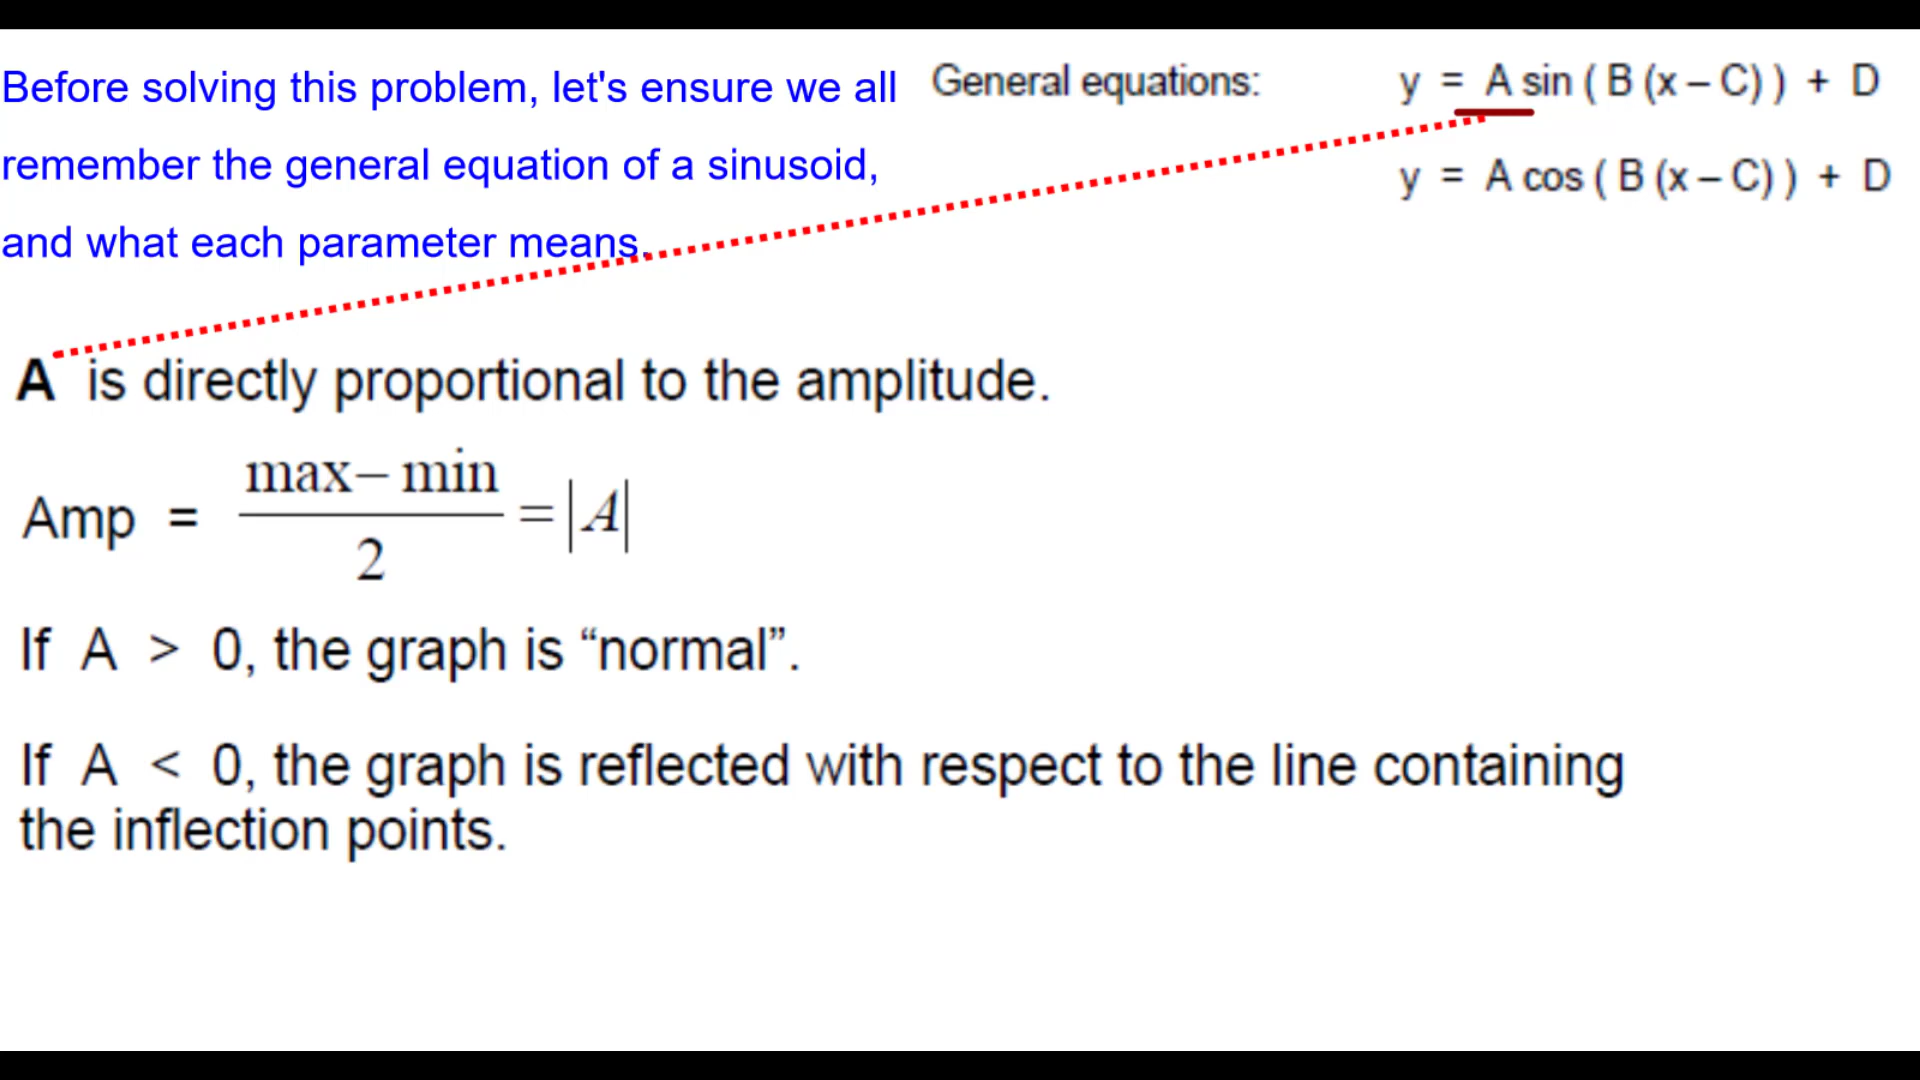 Before solving this problem, let's ensure we all
remember the general equation of a sinusoid,
and what each parameter means.
General equations:
y = A sin ( B (x – C) ) + D
y = A cos ( B (x – C) ) + D
A is directly proportional to the amplitude.
Amp = max– min / 2 = |A|
If A > 0, the graph is “normal”.
If A < 0, the graph is reflected with respect to the line containing
the inflection points.